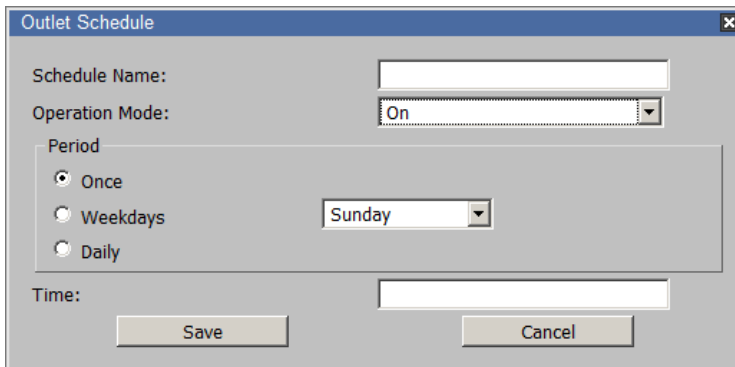 Outlet Schedule
Schedule Name:
Operation Mode: On
Period
Once
Weekdays Sunday
Daily
Time:
Save Cancel